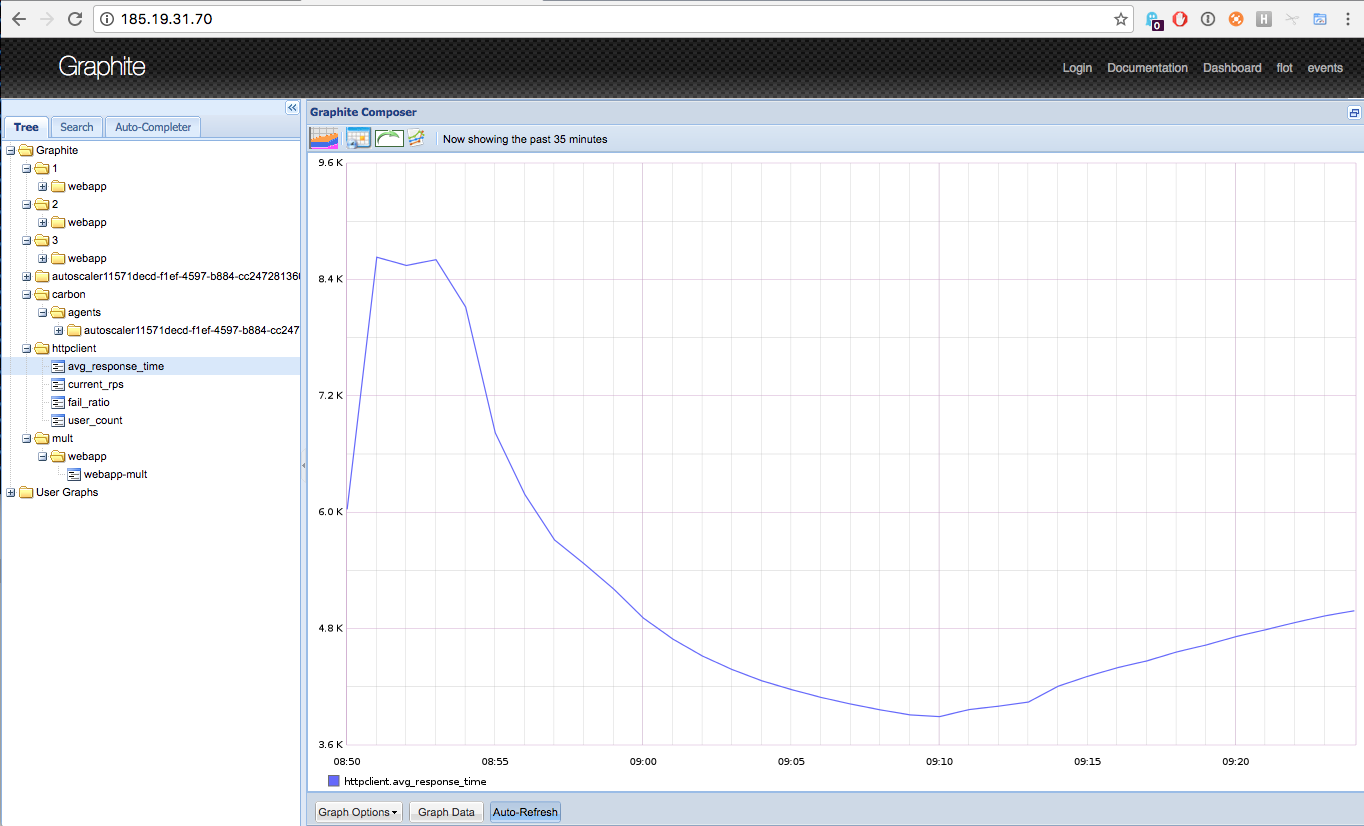 185.19.31.70
0
H
Graphite
Login Documentation Dashboard flot events
Tree Search Auto-Completer
Graphite
1
webapp
2
webapp
3
webapp
autoscaler11571decd-f1ef-4597-b884-cc247281360
carbon
agents
autoscaler11571decd-f1ef-4597-b884-cc247
httpclient
avg_response_time
current_rps
fail_ratio
user_count
mult
webapp
webapp-mult
User Graphs
Graphite Composer
Now showing the past 35 minutes
9.6 K
8.4 K
7.2 K
6.0 K
4.8 K
3.6 K
08:50 08:55 09:00 09:05 09:10 09:15 09:20
httpclient.avg_response_time
Graph Options Graph Data Auto-Refresh